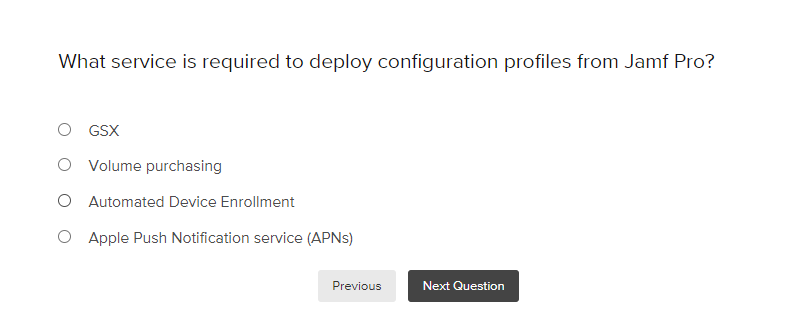 What service is required to deploy configuration profiles from Jamf Pro?
GSX
Volume purchasing
Automated Device Enrollment
Apple Push Notification service (APNs)
Previous
Next Question